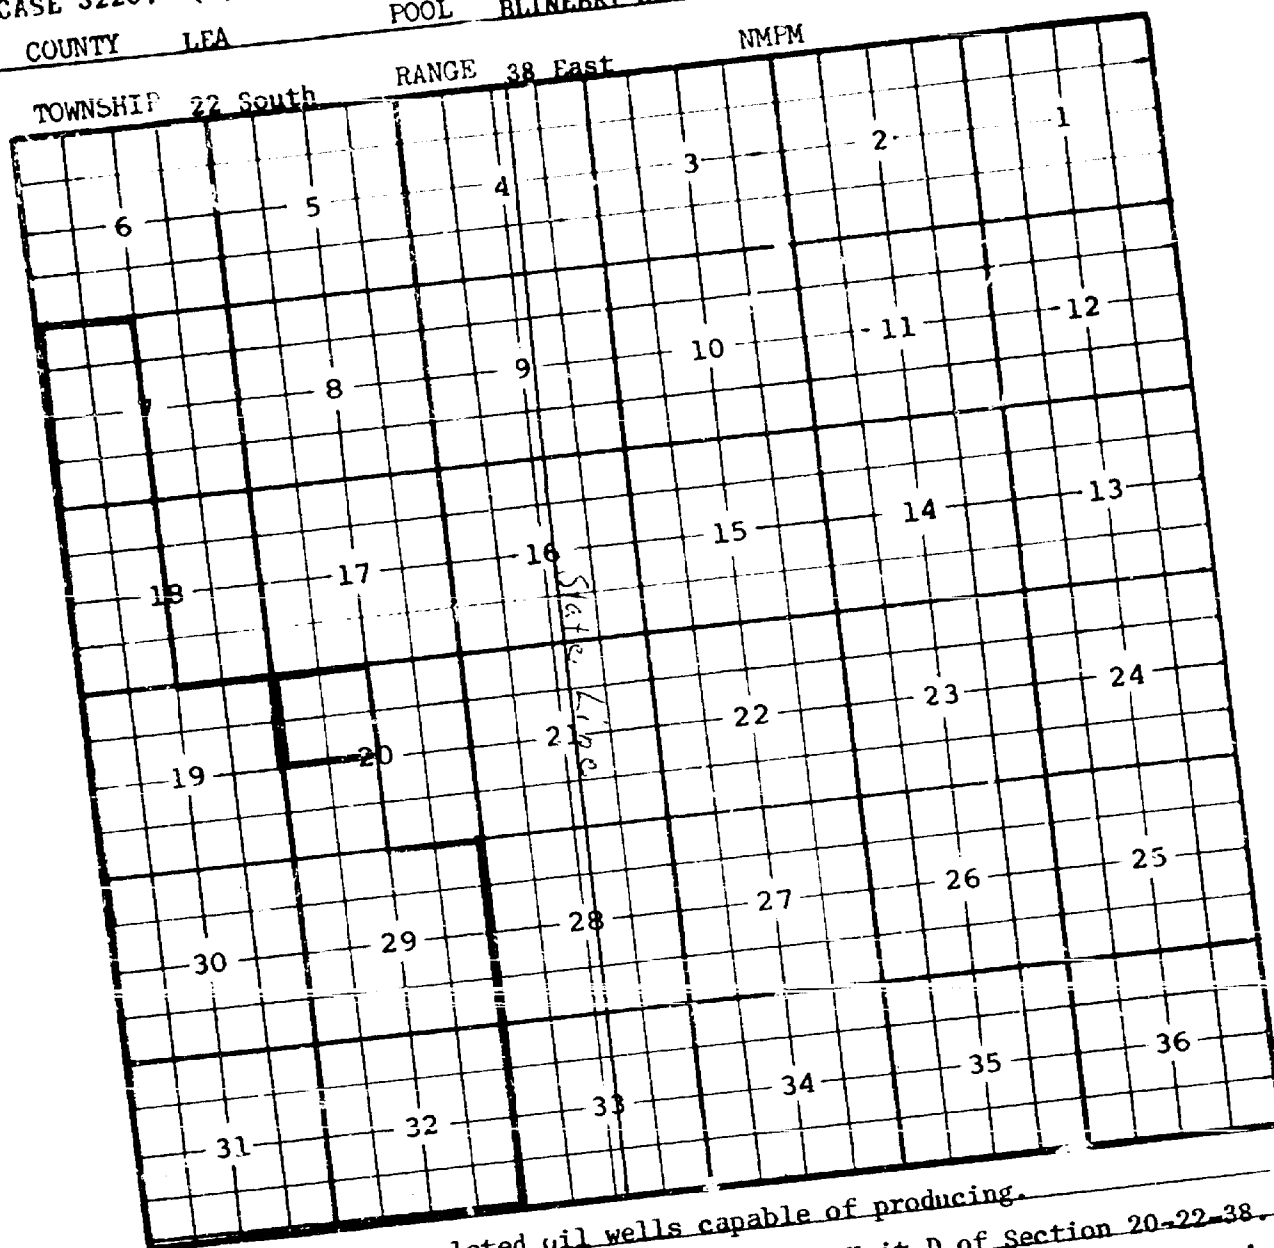 CASE
COUNTY LEA POOL BLINEBRY
TOWNSHIP 22 South RANGE 38 East NMPM
6 5 4 3 2 1
7 8 9 10 11 12
18 17 16 15 14 13
19 20 21 22 23 24
30 29 28 27 26 25
31 32 33 34 35 36
State Line
oil wells capable of producing.
D of Section 20-22-38.